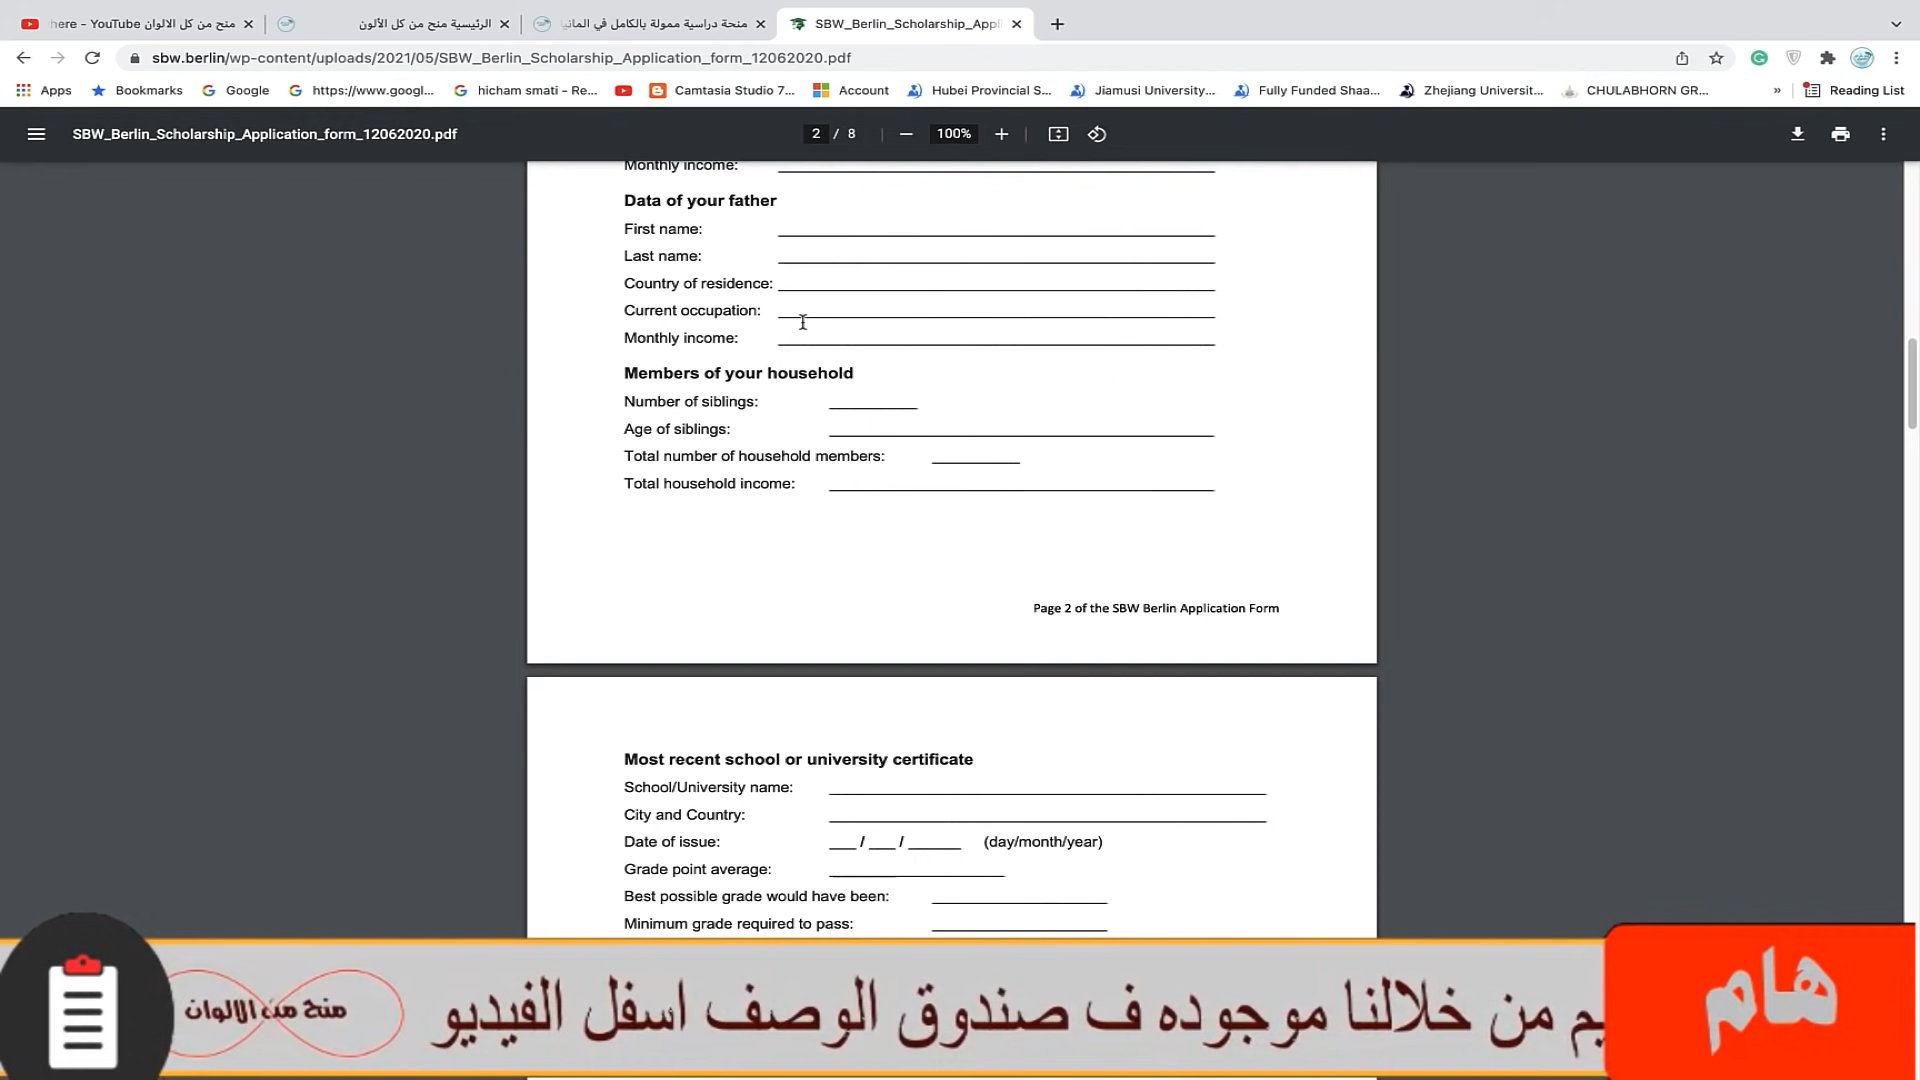 here - YouTube منح من كل الالوان
الرئيسية منح من كل الألون
منحة دراسية ممولة بالكامل في المانيا
SBW_Berlin_Scholarship_Appli
sbw.berlin/wp-content/uploads/2021/05/SBW_Berlin_Scholarship_Application_form_12062020.pdf
Apps
Bookmarks
Google
https://www.googl...
hicham smati - Re...
Camtasia Studio 7...
Account
Hubei Provincial S...
Jiamusi University...
Fully Funded Shaa...
Zhejiang Universit...
CHULABHORN GR...
»
Reading List
SBW_Berlin_Scholarship_Application_form_12062020.pdf
2 / 8
100%
Monthly income:
Data of your father
First name:
Last name:
Country of residence:
Current occupation:
Monthly income:
Members of your household
Number of siblings:
Age of siblings:
Total number of household members:
Total household income:
Page 2 of the SBW Berlin Application Form
Most recent school or university certificate
School/University name:
City and Country:
Date of issue: ___ / ___ / ______ (day/month/year)
Grade point average:
Best possible grade would have been:
Minimum grade required to pass:
هام
من خلالنا موجوده ف صندوق الوصف اسفل الفيديو
منح من الالوان